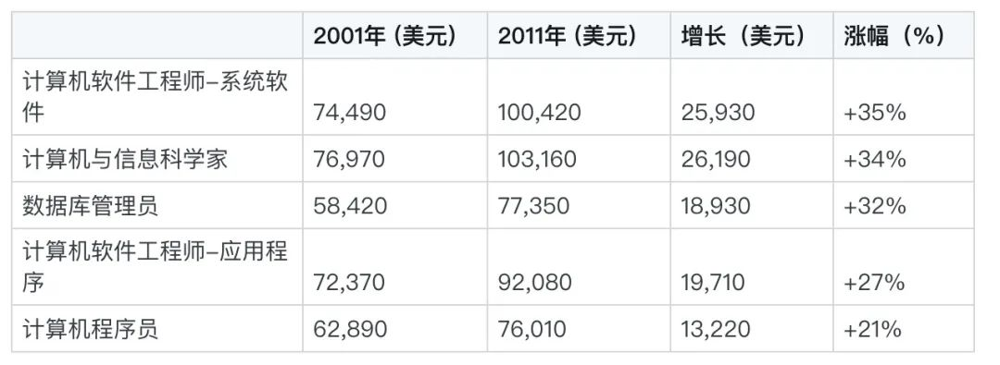 2001年 (美元) 2011年 (美元) 增长（美元） 涨幅（%）
计算机软件工程师–系统软
件 74,490 100,420 25,930 +35%
计算机与信息科学家 76,970 103,160 26,190 +34%
数据库管理员 58,420 77,350 18,930 +32%
计算机软件工程师–应用程
序 72,370 92,080 19,710 +27%
计算机程序员 62,890 76,010 13,220 +21%